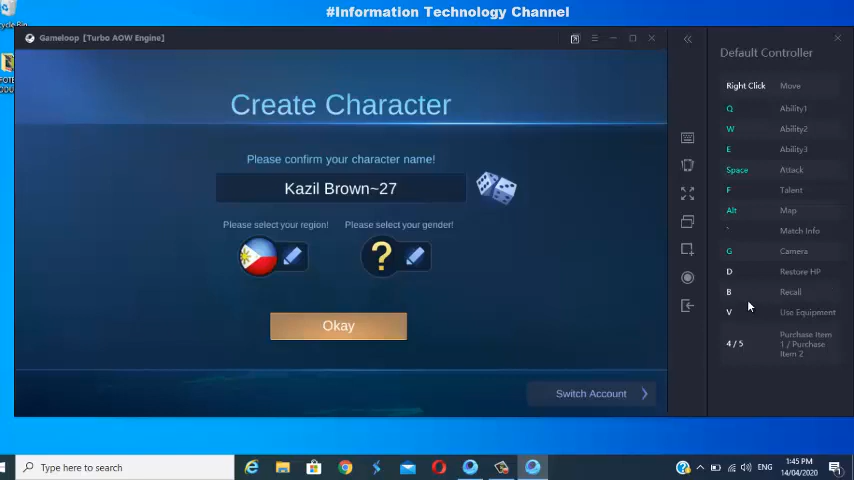 #Information Technology Channel
Gameloop [Turbo AOW Engine]
Create Character
Please confirm your character name!
Kazil Brown~27
Please select your region!
Please select your gender!
?
Okay
Switch Account
Default Controller
Right Click Move
Q Ability1
W Ability2
E Ability3
Space Attack
F Talent
Alt Map
` Match Info
G Camera
D Restore HP
B Recall
V Use Equipment
4 / 5 Purchase Item
1 / Purchase
Item 2
Type here to search
ENG
1:45 PM
14/04/2020